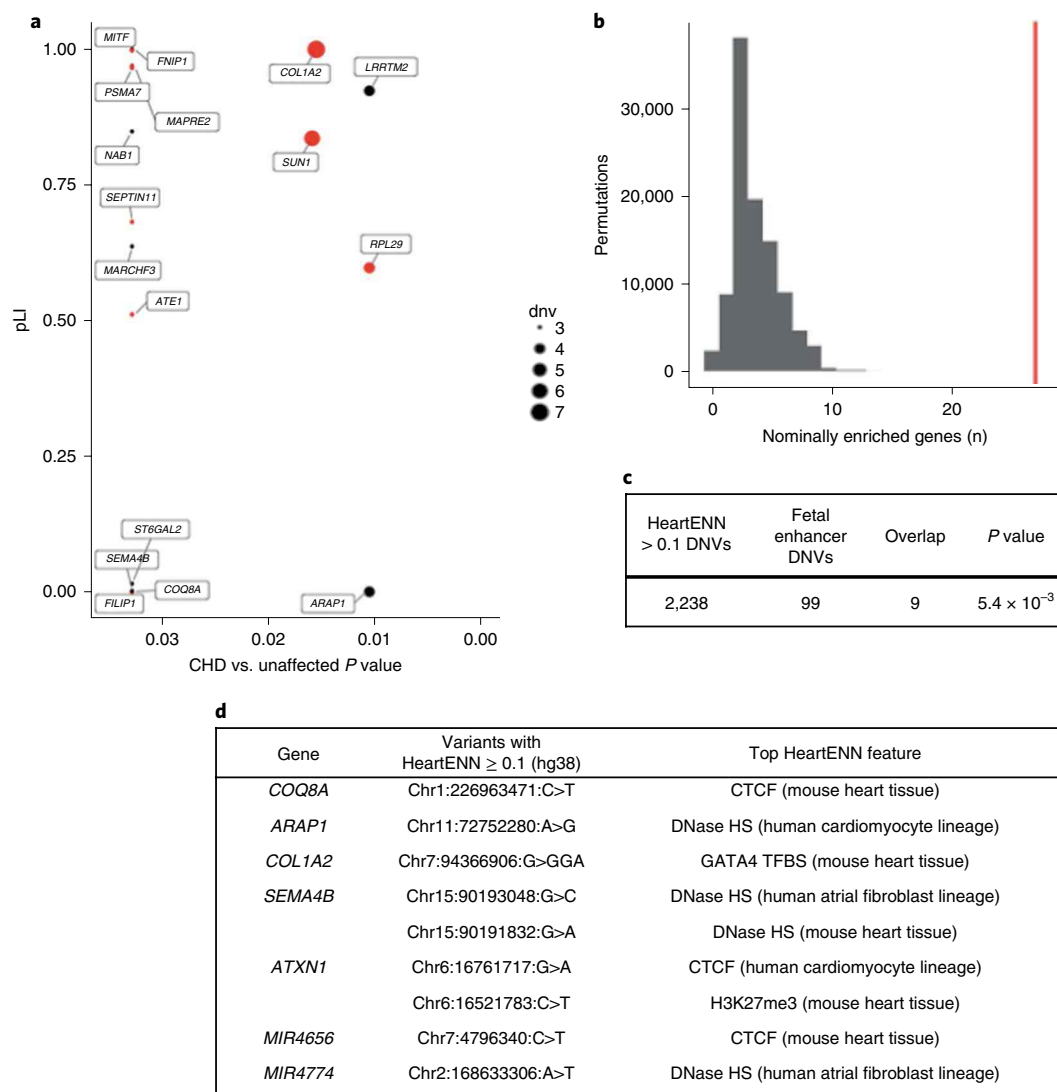 a
MITF
FNIP1
PSMA7
MAPRE2
NAB1
SEPTIN11
MARCHF3
ATE1
ST6GAL2
SEMA4B
COQ8A
FILIP1
COL1A2
LRRTM2
SUN1
RPL29
ARAP1
1.00
0.75
0.50
0.25
0.00
pLI
0.03 0.02 0.01 0.00
CHD vs. unaffected P value
dnv
3
4
5
6
7
b
30,000
20,000
10,000
0
Permutations
0 10 20
Nominally enriched genes (n)
c
HeartENN > 0.1 DNVs Fetal enhancer DNVs Overlap P value
2,238 99 9 5.4 × 10⁻³
d
Gene Variants with HeartENN ≥ 0.1 (hg38) Top HeartENN feature
COQ8A Chr1:226963471:C>T CTCF (mouse heart tissue)
ARAP1 Chr11:72752280:A>G DNase HS (human cardiomyocyte lineage)
COL1A2 Chr7:94366906:G>GGA GATA4 TFBS (mouse heart tissue)
SEMA4B Chr15:90193048:G>C DNase HS (human atrial fibroblast lineage)
Chr15:90191832:G>A DNase HS (mouse heart tissue)
ATXN1 Chr6:16761717:G>A CTCF (human cardiomyocyte lineage)
Chr6:16521783:C>T H3K27me3 (mouse heart tissue)
MIR4656 Chr7:4796340:C>T CTCF (mouse heart tissue)
MIR4774 Chr2:168633306:A>T DNase HS (human atrial fibroblast lineage)